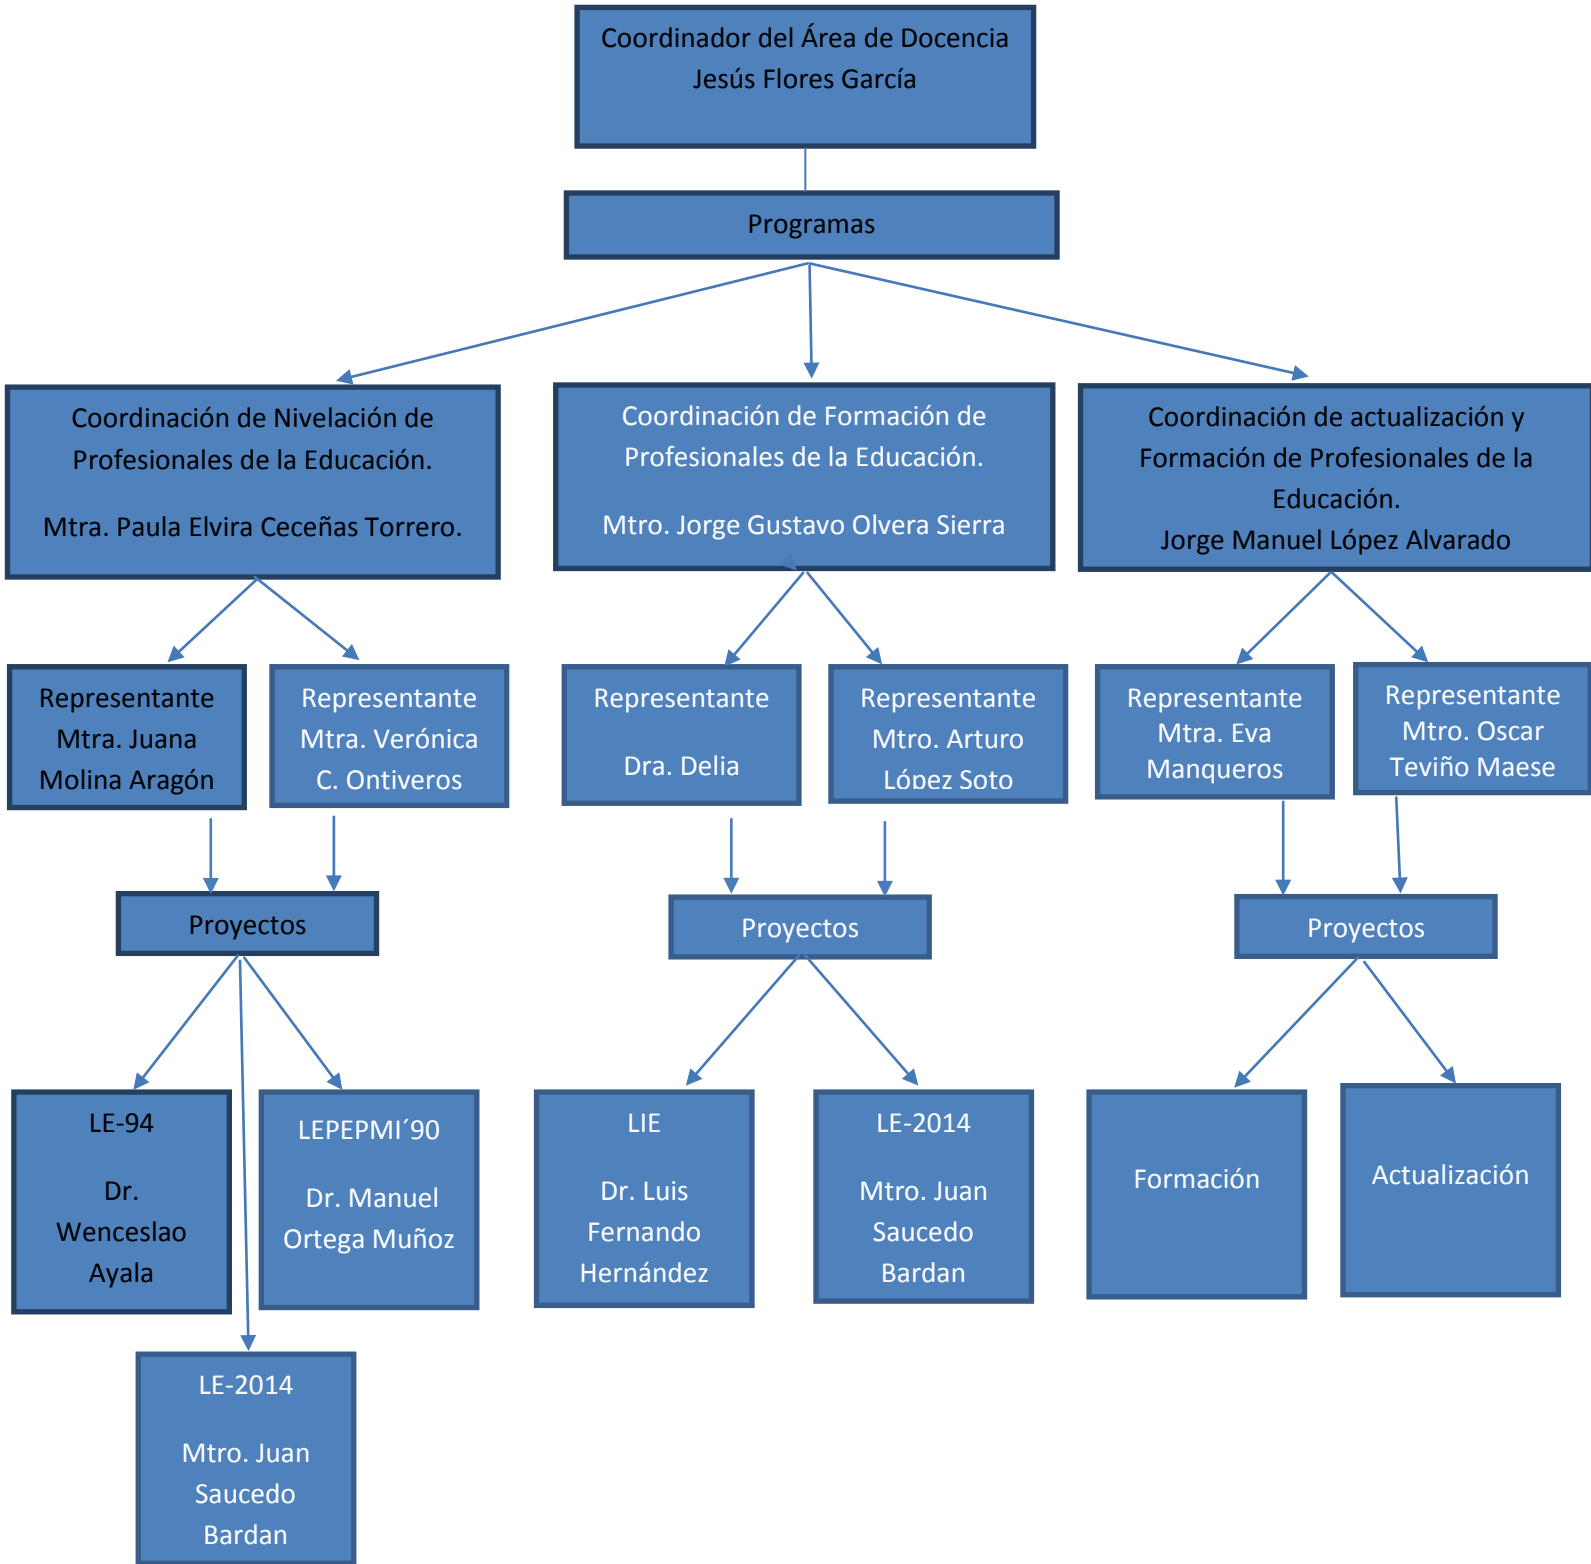 Coordinador del Área de Docencia
Jesús Flores García
Programas
Coordinación de Nivelación de
Profesionales de la Educación.
Mtra. Paula Elvira Ceceñas Torrero.
Coordinación de Formación de
Profesionales de la Educación.
Mtro. Jorge Gustavo Olvera Sierra
Coordinación de actualización y
Formación de Profesionales de la
Educación.
Jorge Manuel López Alvarado
Representante
Mtra. Juana
Molina Aragón
Representante
Mtra. Verónica
C. Ontiveros
Representante
Dra. Delia
Representante
Mtro. Arturo
López Soto
Representante
Mtra. Eva
Manqueros
Representante
Mtro. Oscar
Teviño Maese
Proyectos
Proyectos
Proyectos
LE-94
Dr.
Wenceslao
Ayala
LEPEPMI´90
Dr. Manuel
Ortega Muñoz
LIE
Dr. Luis
Fernando
Hernández
LE-2014
Mtro. Juan
Saucedo
Bardan
Formación
Actualización
LE-2014
Mtro. Juan
Saucedo
Bardan